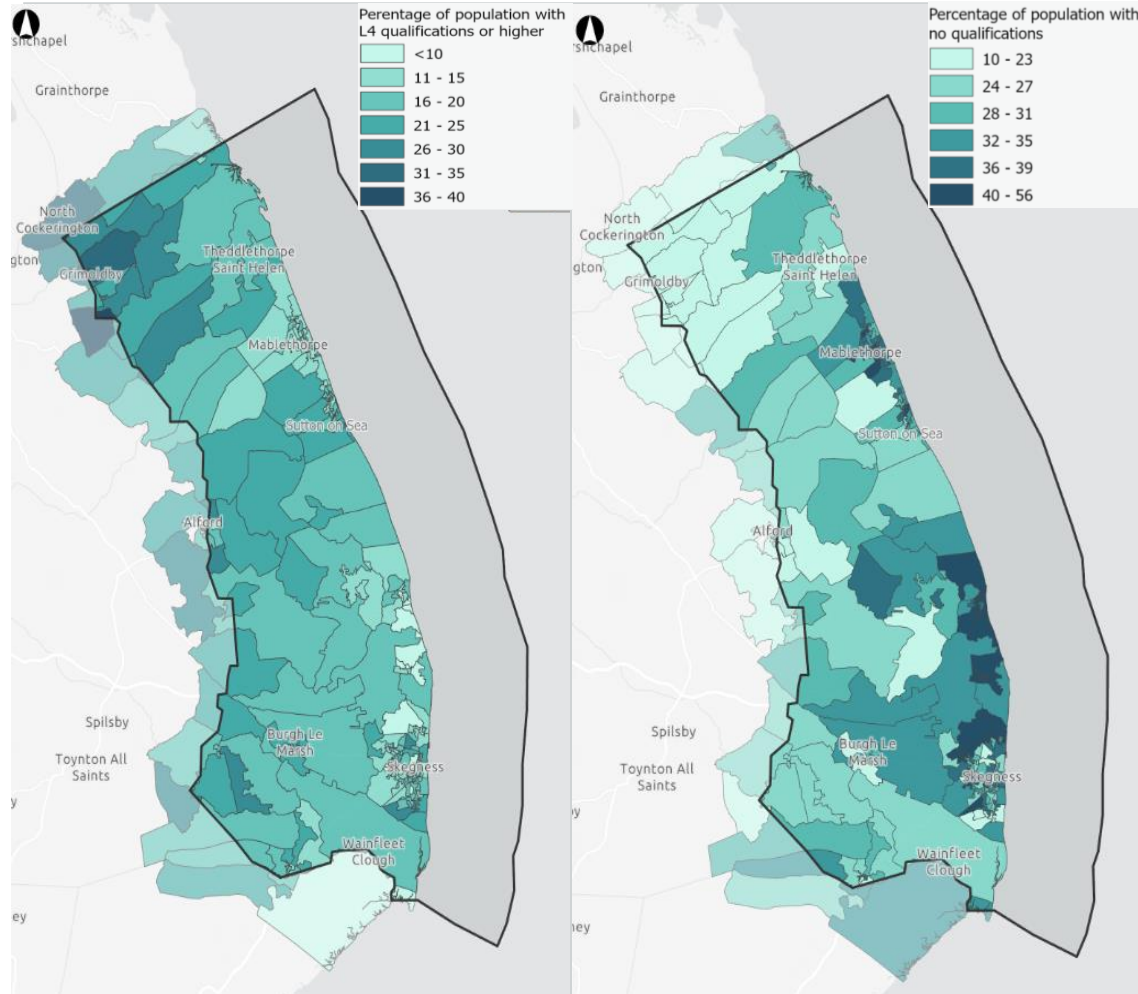 Perentage of population with
L4 qualifications or higher
<10
11 - 15
16 - 20
21 - 25
26 - 30
31 - 35
36 - 40
Grainthorpe
North
Cockerington
Grimoldby
Theddlethorpe
Saint Helen
Mablethorpe
Sutton on Sea
Alford
Spilsby
Toynton All
Saints
Burgh Le
Marsh
Skegness
Wainfleet
Clough
ey
Percentage of population with
no qualifications
10 - 23
24 - 27
28 - 31
32 - 35
36 - 39
40 - 56
Grainthorpe
North
Cockerington
gton
Grimoldby
Theddlethorpe
Saint Helen
Mablethorpe
Sutton on Sea
Alford
Spilsby
Toynton All
Saints
Burgh Le
Marsh
Skegness
Wainfleet
Clough
ey